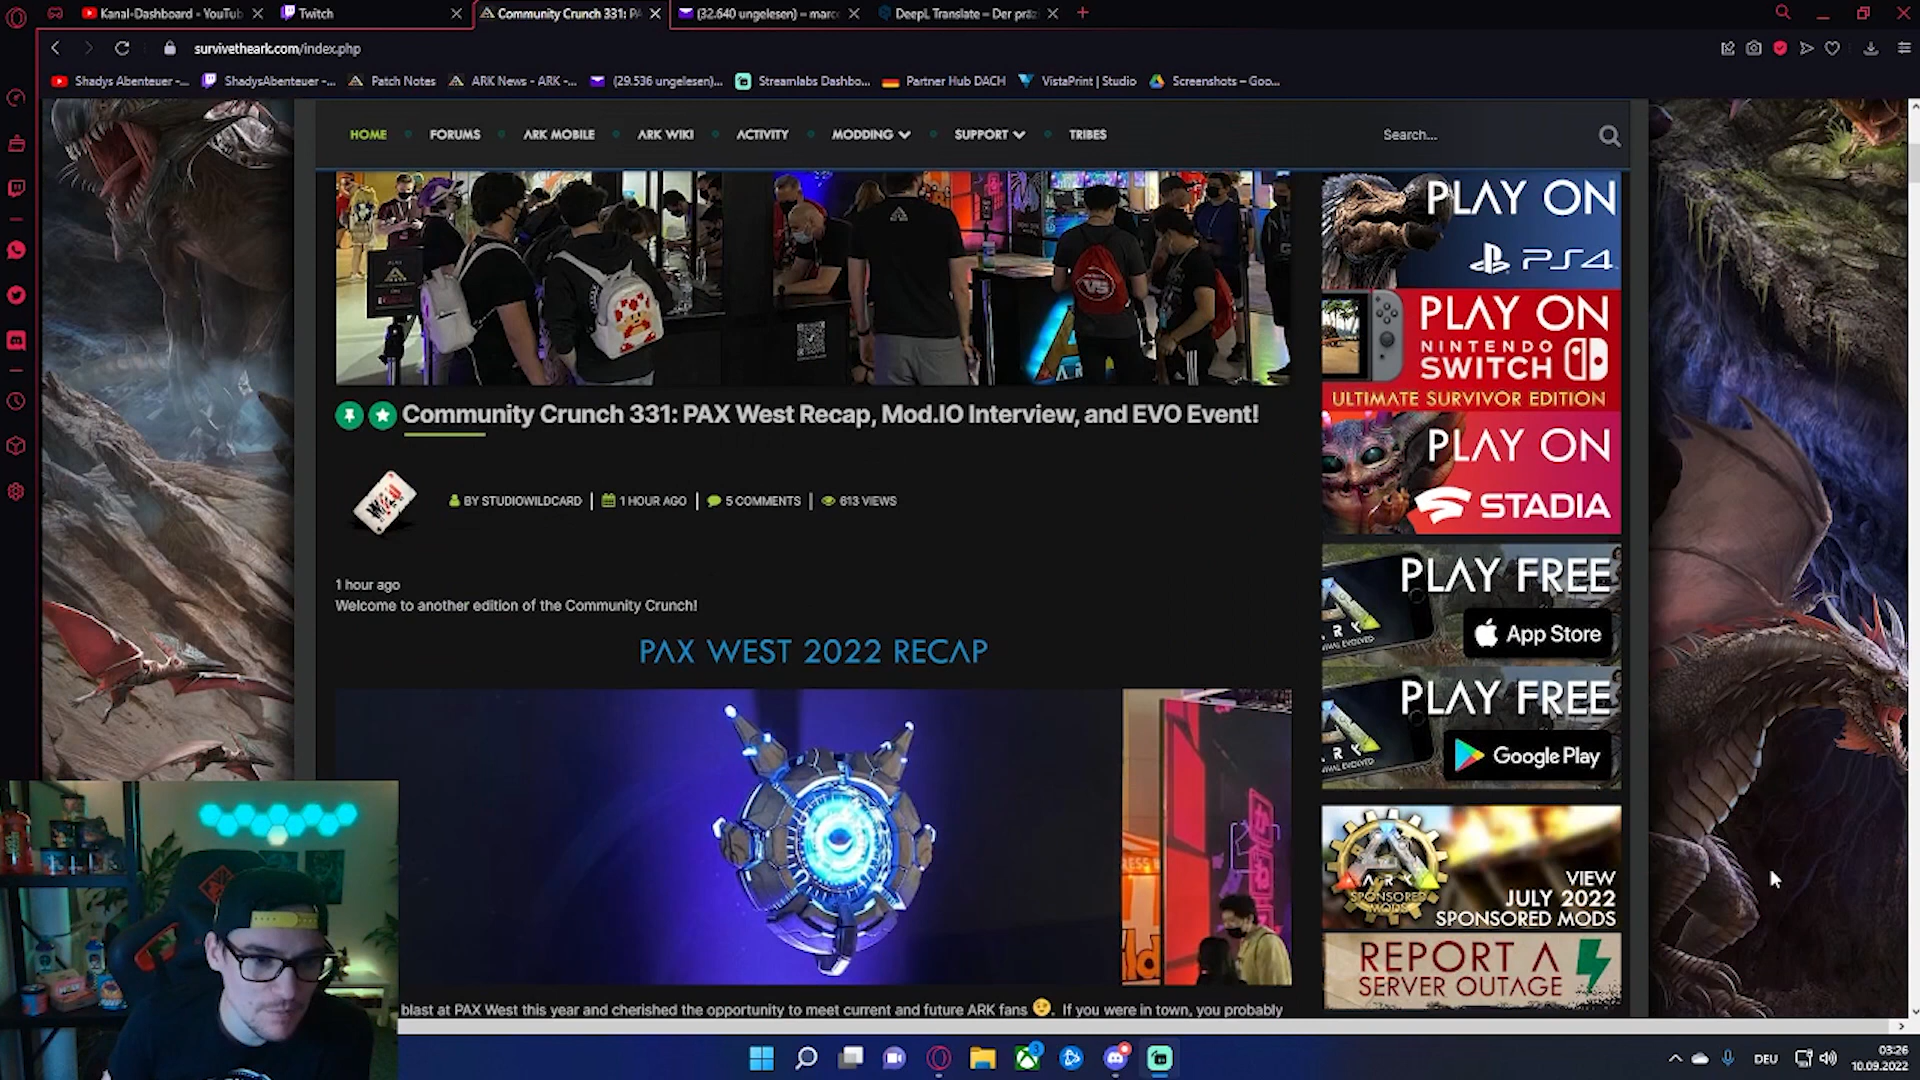 Kanal-Dashboard - YouTub
Twitch
Community Crunch 331: PA
(32.640 ungelesen) – marc
DeepL Translate – Der präz
survivetheark.com/index.php
Shadys Abenteuer -...
ShadysAbenteuer -...
Patch Notes
ARK News - ARK -...
(29.536 ungelesen)...
Streamlabs Dashbo...
Partner Hub DACH
VistaPrint | Studio
Screenshots – Goo...
HOME
FORUMS
ARK MOBILE
ARK WIKI
ACTIVITY
MODDING
SUPPORT
TRIBES
Search...
VS
PLAY ON
PS4
PLAY ON
NINTENDO
SWITCH
ULTIMATE SURVIVOR EDITION
PLAY ON
STADIA
PLAY FREE
App Store
PLAY FREE
Google Play
ARK
SPONSORED
MODS
VIEW
JULY 2022
SPONSORED MODS
REPORT A
SERVER OUTAGE
Community Crunch 331: PAX West Recap, Mod.IO Interview, and EVO Event!
BY STUDIOWILDCARD | 1 HOUR AGO | 5 COMMENTS | 613 VIEWS
1 hour ago
Welcome to another edition of the Community Crunch!
PAX WEST 2022 RECAP
blast at PAX West this year and cherished the opportunity to meet current and future ARK fans 😉. If you were in town, you probably
DEU
03:26
10.09.2022